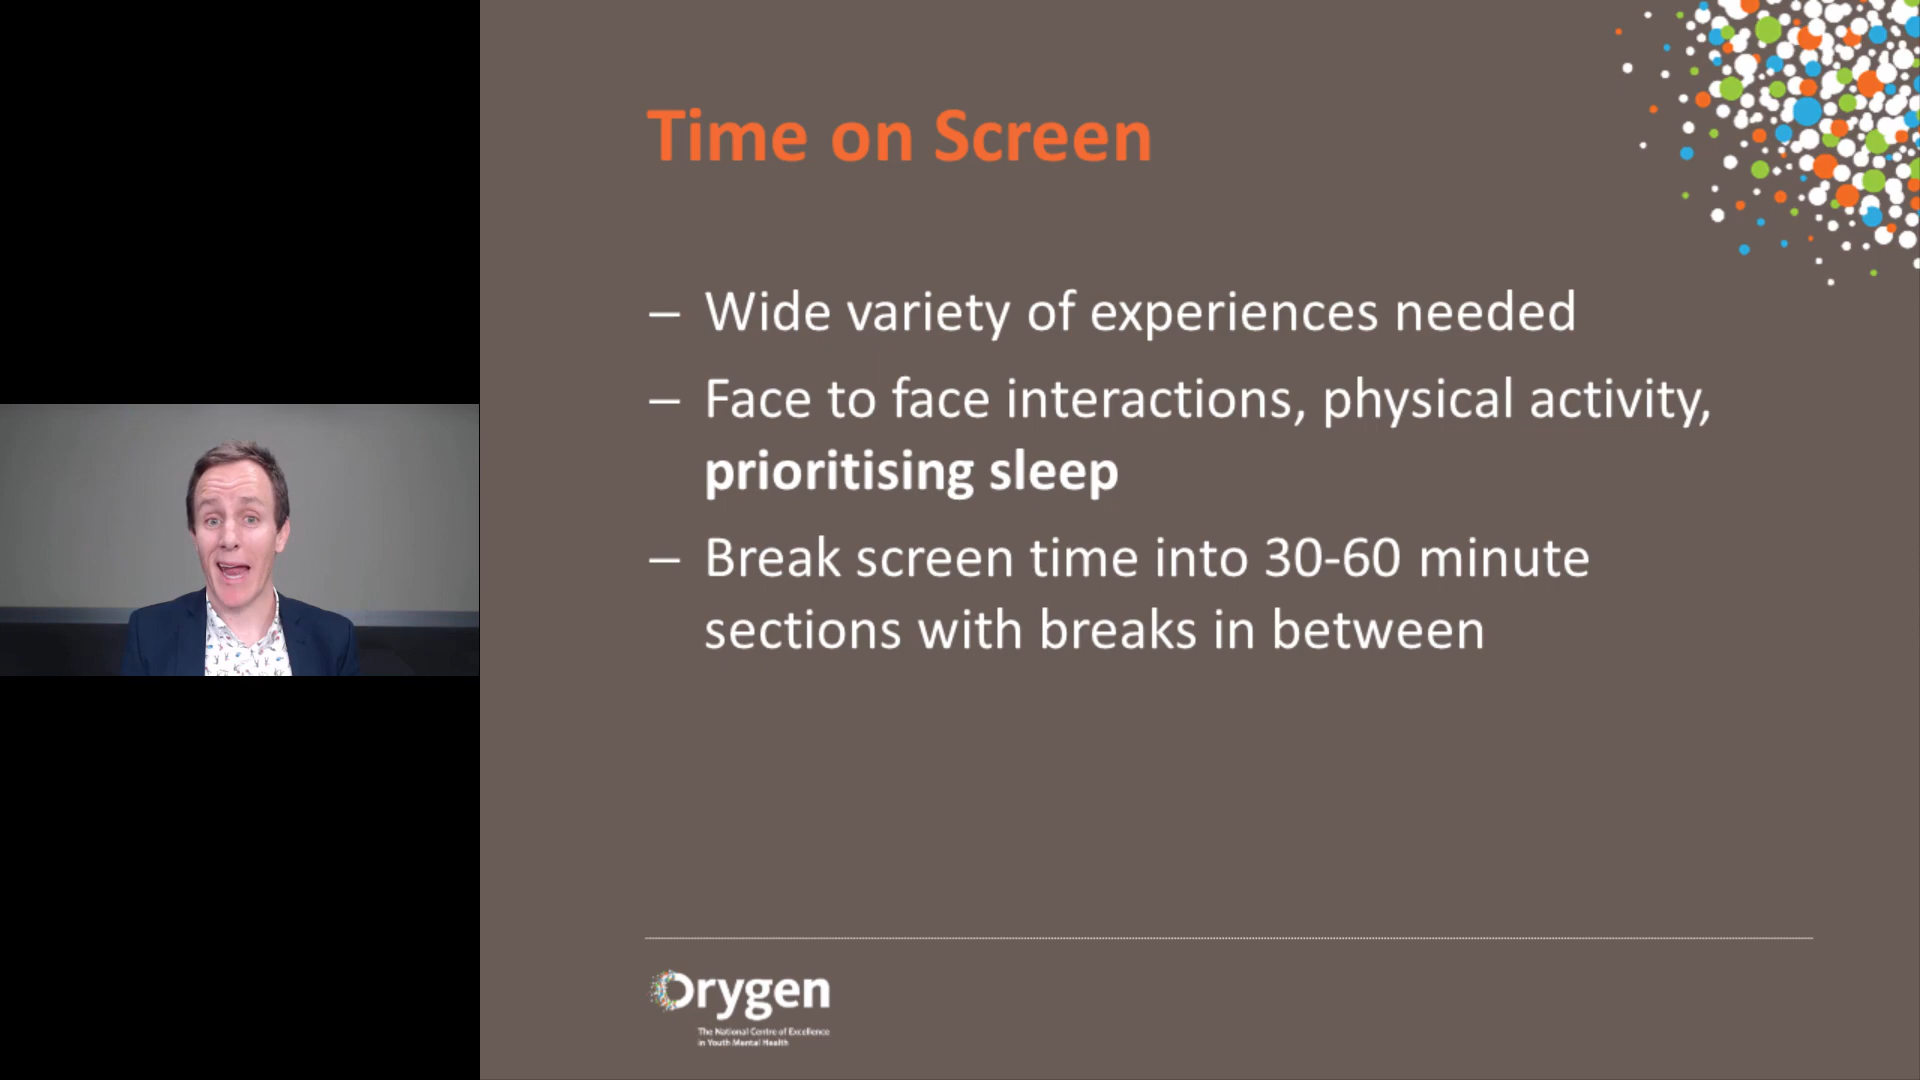 Time on Screen
– Wide variety of experiences needed
– Face to face interactions, physical activity,
prioritising sleep
– Break screen time into 30-60 minute
sections with breaks in between
Orygen
The National Centre of Excellence
in Youth Mental Health